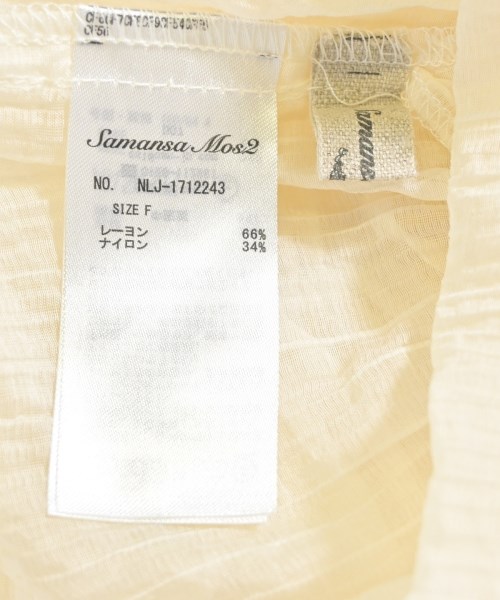 Samansa Mos2
NO. NLJ-1712243
SIZE F
レーヨン 66%
ナイロン 34%